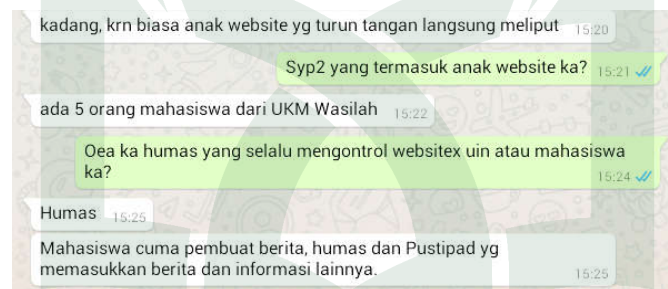 kadang, krn biasa anak website yg turun tangan langsung meliput 15:20
Syp2 yang termasuk anak website ka? 15:21
ada 5 orang mahasiswa dari UKM Wasilah 15:22
Oea ka humas yang selalu mengontrol websitex uin atau mahasiswa
ka? 15:24
Humas 15:25
Mahasiswa cuma pembuat berita, humas dan Pustipad yg
memasukkan berita dan informasi lainnya. 15:25